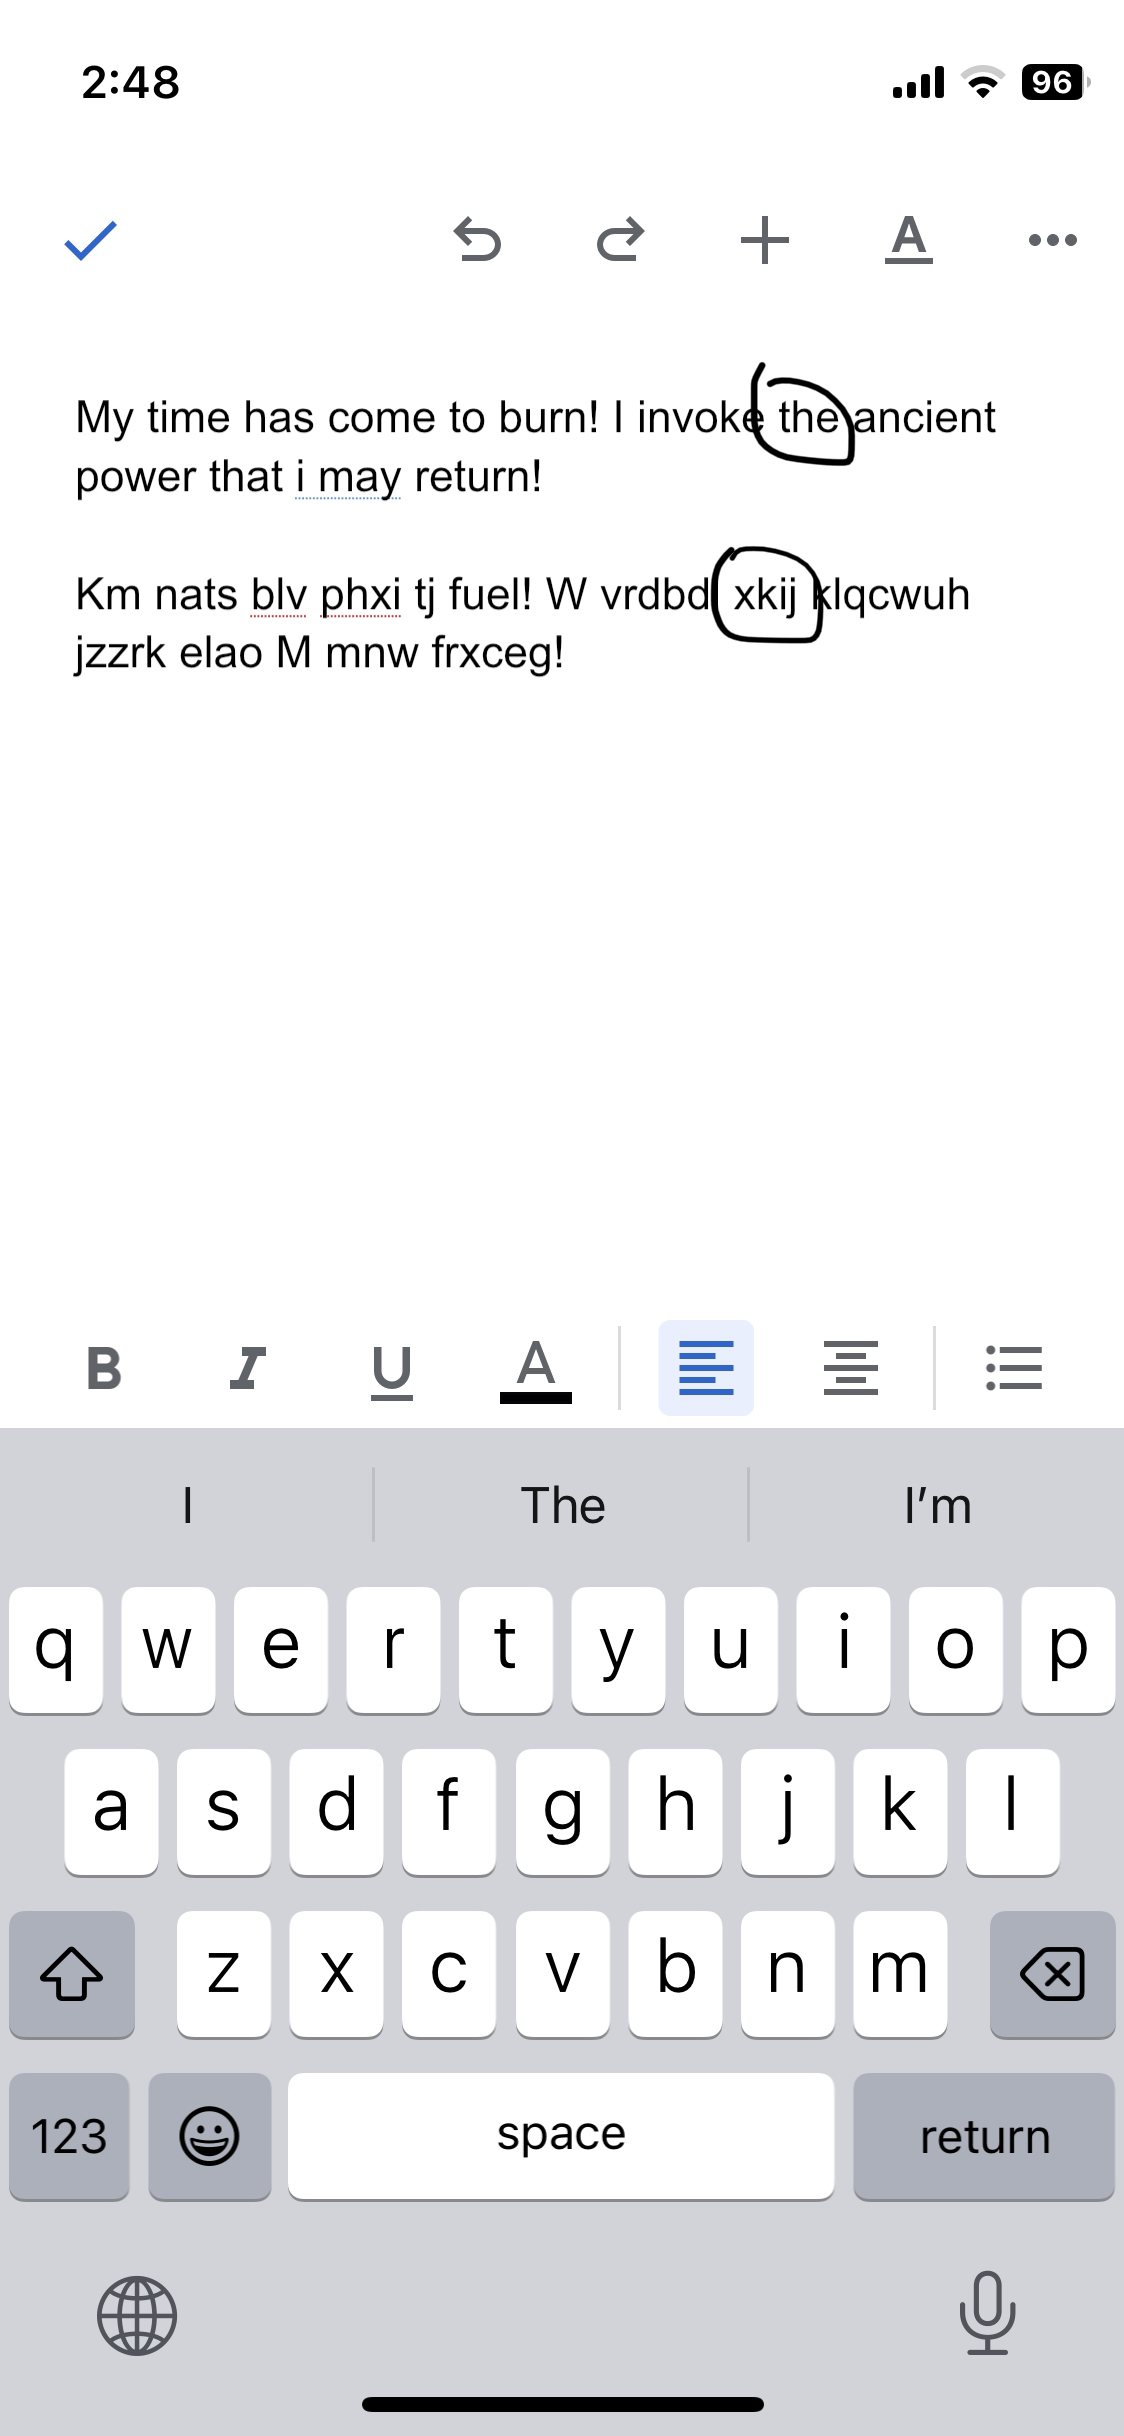 2:48
96
A
My time has come to burn! I invoke the ancient
power that i may return!
Km nats blv phxi tj fuel! W vrdbd xkij klqcwuh
jzzrk elao M mnw frxceg!
B I U A
I The I'm
q w e r t y u i o p
a s d f g h j k l
z x c v b n m
123 space return